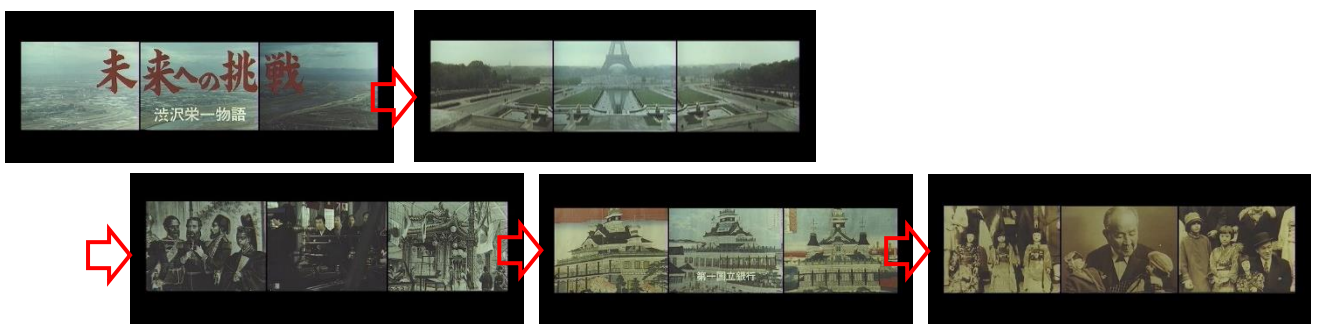 未来への挑戦
渋沢栄一物語
第一国立銀行